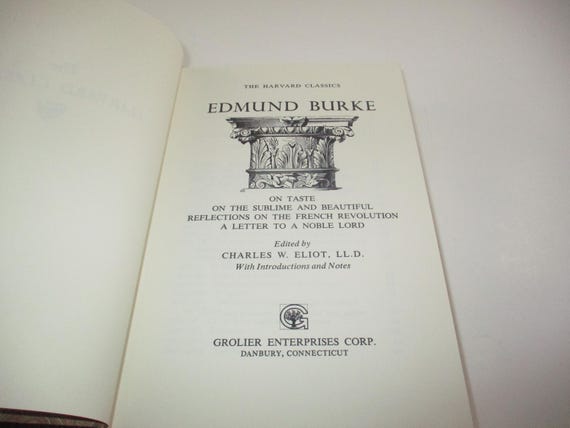 THE HARVARD CLASSICS
EDMUND BURKE
ON TASTE
ON THE SUBLIME AND BEAUTIFUL
REFLECTIONS ON THE FRENCH REVOLUTION
A LETTER TO A NOBLE LORD
Edited by
CHARLES W. ELIOT, LL.D.
With Introductions and Notes
G
GROLIER ENTERPRISES CORP.
DANBURY, CONNECTICUT